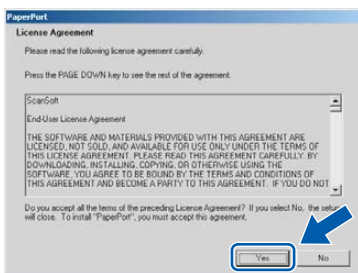 PaperPort
License Agreement
Please read the following license agreement carefully.
Press the PAGE DOWN key to see the rest of the agreement.
ScanSoft
End-User License Agreement
THE SOFTWARE AND MATERIALS PROVIDED WITH THIS AGREEMENT ARE
LICENSED, NOT SOLD, AND AVAILABLE FOR USE ONLY UNDER THE TERMS OF
THIS LICENSE AGREEMENT. PLEASE READ THIS AGREEMENT CAREFULLY. BY
DOWNLOADING, INSTALLING, COPYING, OR OTHERWISE USING THE
SOFTWARE, YOU AGREE TO BE BOUND BY THE TERMS AND CONDITIONS OF
THIS AGREEMENT AND BECOME A PARTY TO THIS AGREEMENT. IF YOU DO NOT
Do you accept all the terms of the preceding License Agreement? If you select No, the setup
will close. To install "PaperPort", you must accept this agreement.
Yes
No